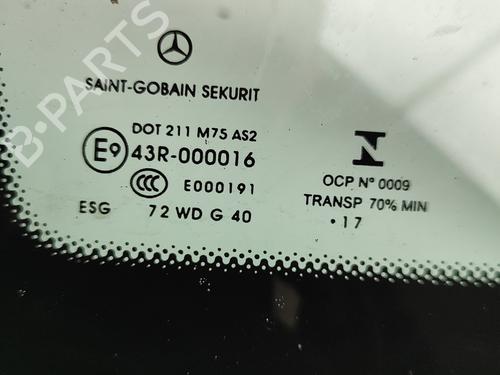 B-PARTS
SAINT-GOBAIN SEKURIT
DOT 211 M75 AS2
E9 43R-000016
CCC E000191
ESG 72 WD G 40
N
OCP N° 0009
TRANSP 70% MIN
·17